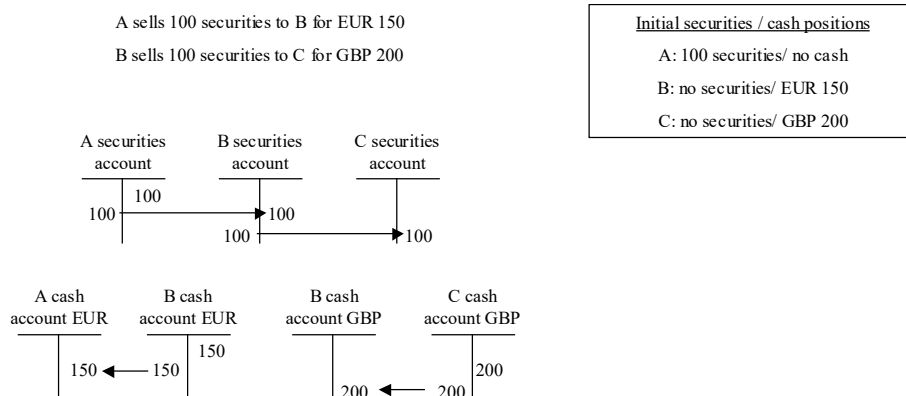 A sells 100 securities to B for EUR 150
B sells 100 securities to C for GBP 200
Initial securities / cash positions
A: 100 securities/ no cash
B: no securities/ EUR 150
C: no securities/ GBP 200
A securities account
B securities account
C securities account
100
100 100
100 100
A cash account EUR
B cash account EUR
B cash account GBP
C cash account GBP
150
150 150
200
200 200